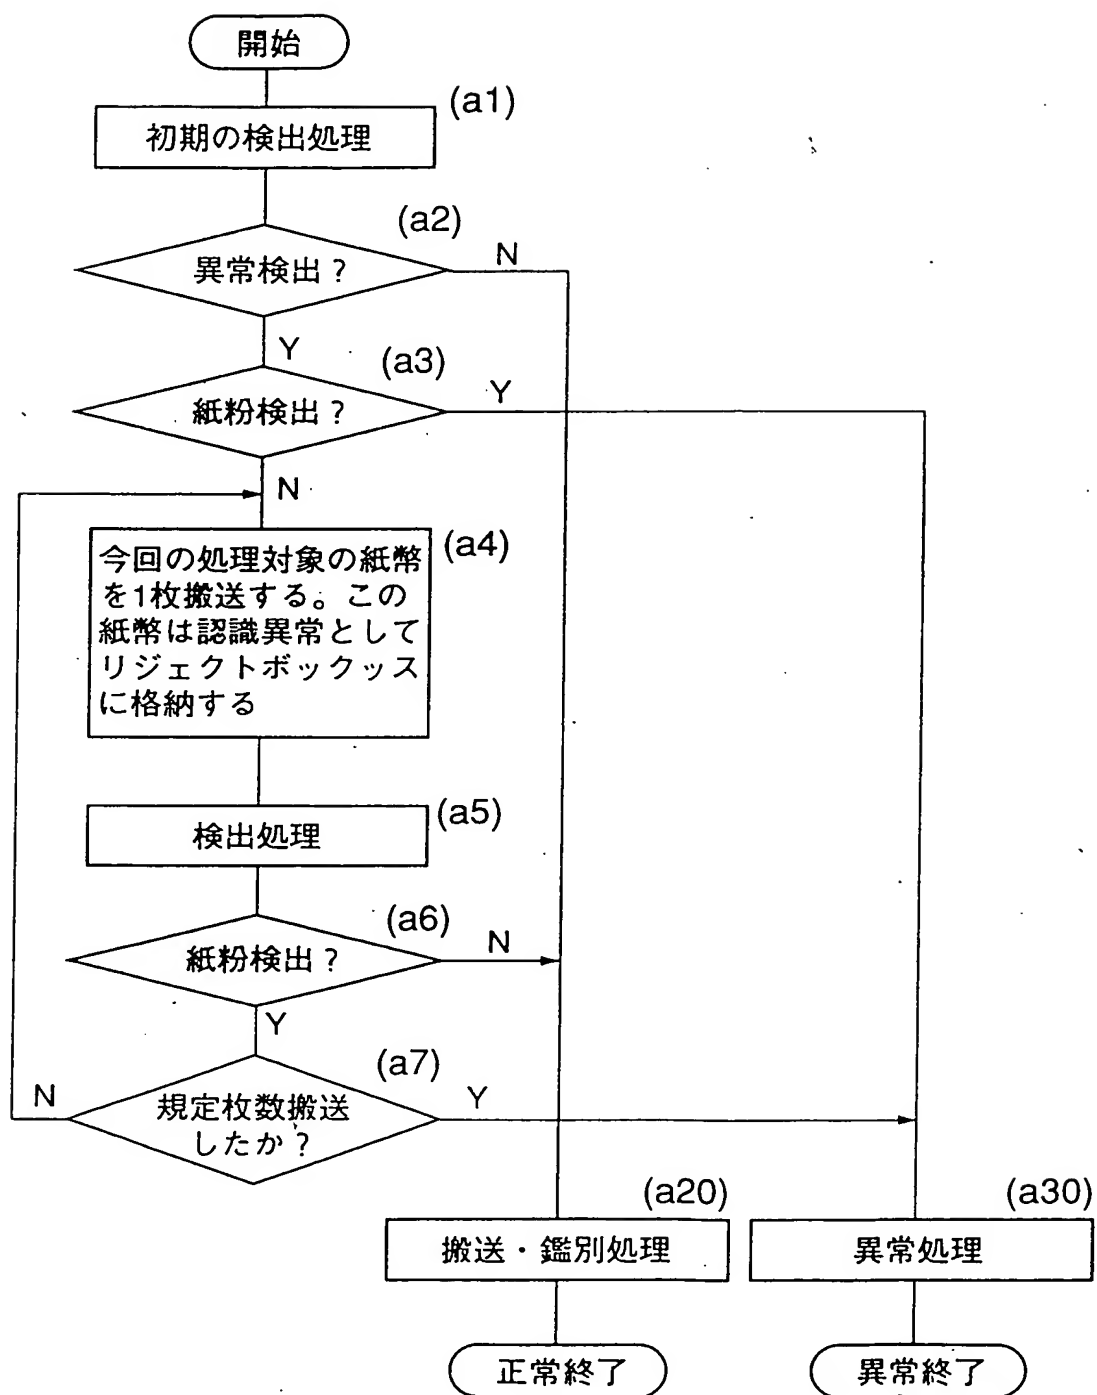 開始
(a1)
初期の検出処理
(a2)
異常検出？
N
Y
(a3)
紙粉検出？
Y
N
(a4)
今回の処理対象の紙幣
を1枚搬送する。この
紙幣は認識異常として
リジェクトボックッス
に格納する
(a5)
検出処理
(a6)
紙粉検出？
N
Y
(a7)
N
規定枚数搬送
したか？
Y
(a20)
搬送・鑑別処理
(a30)
異常処理
正常終了
異常終了